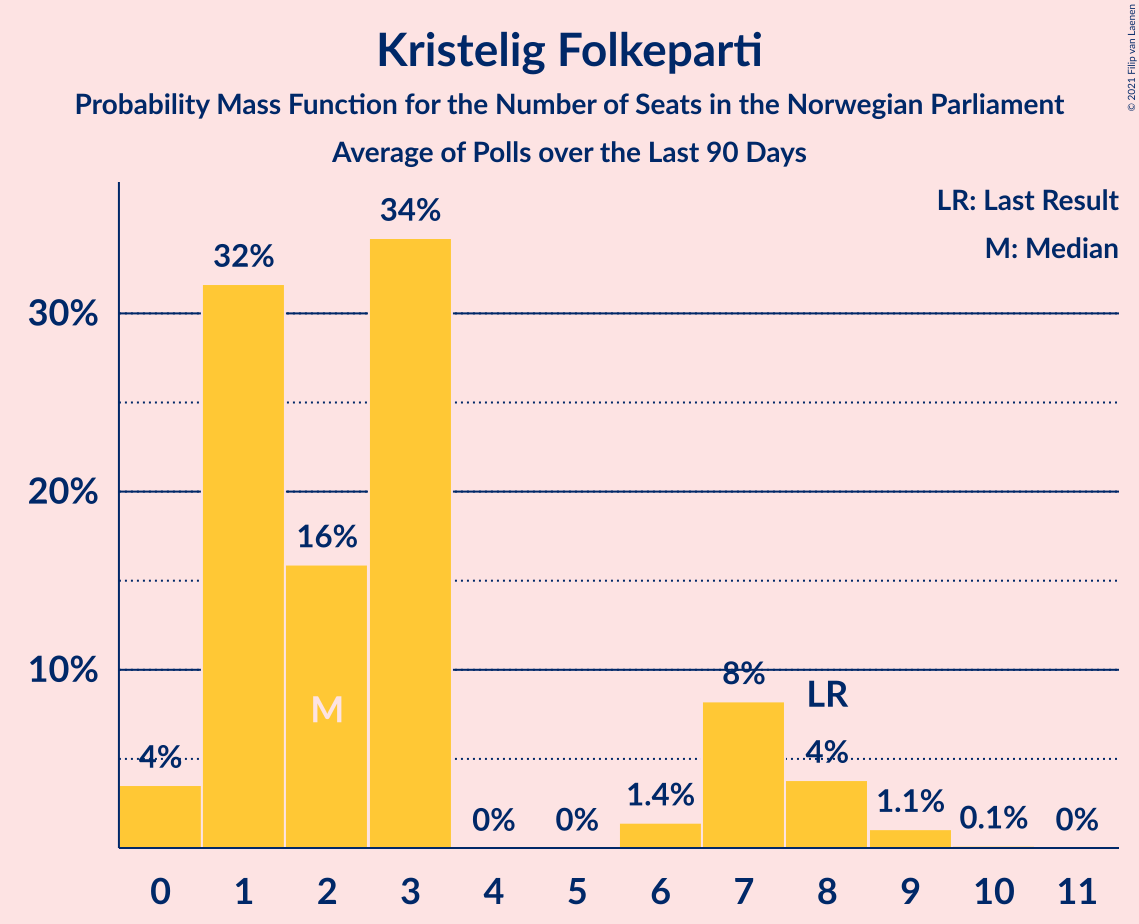 Kristelig Folkeparti
Probability Mass Function for the Number of Seats in the Norwegian Parliament
Average of Polls over the Last 90 Days
© 2021 Filip van Laenen
LR: Last Result
M: Median
34%
32%
30%
20%
16%
10%
8%
LR
M
4%
4%
1.4%
1.1%
0%
0%
0.1%
0%
0 1 2 3 4 5 6 7 8 9 10 11